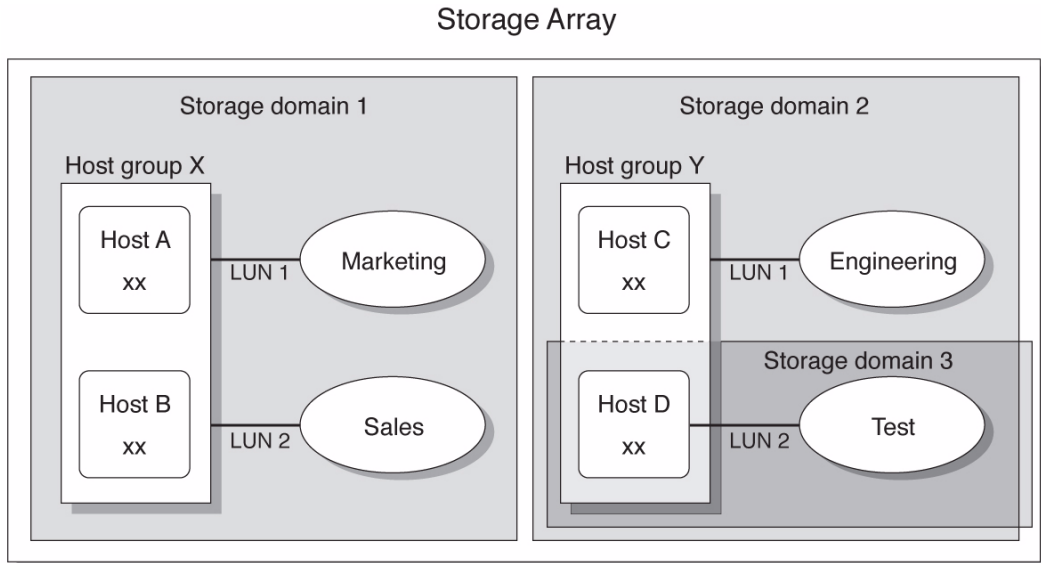 Storage Array
Storage domain 1
Host group X
Host A
xx
LUN 1
Marketing
Host B
xx
LUN 2
Sales
Storage domain 2
Host group Y
Host C
xx
LUN 1
Engineering
Storage domain 3
Host D
xx
LUN 2
Test